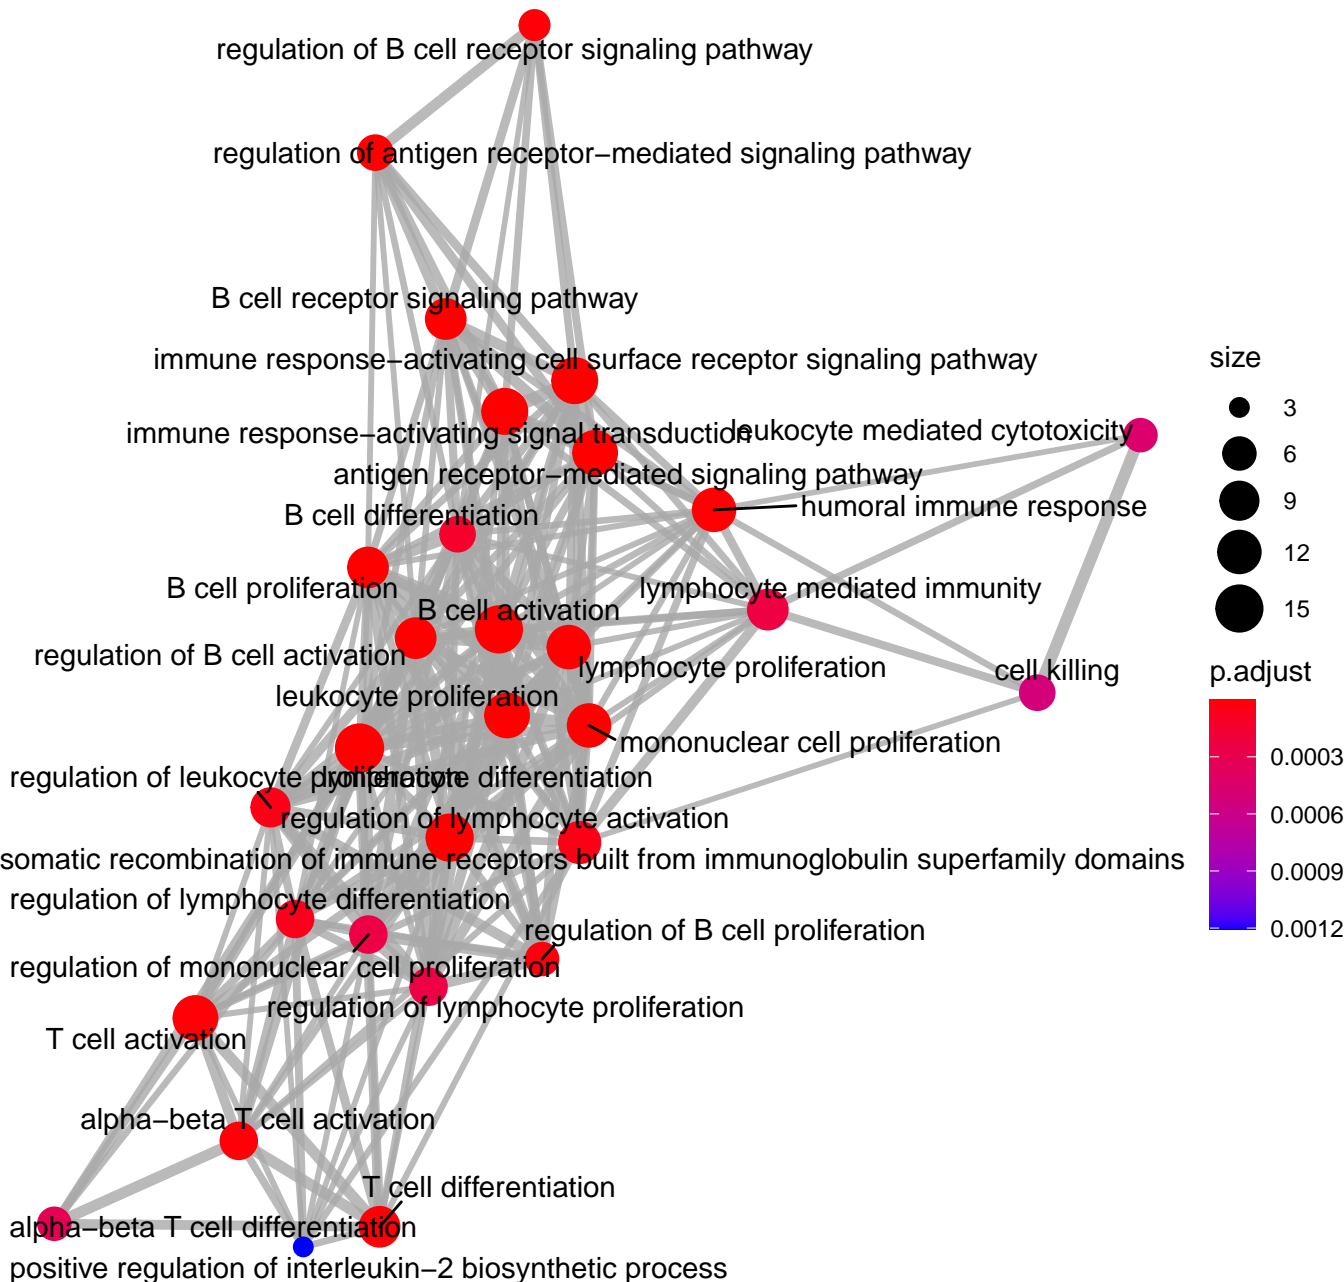 regulation of B cell receptor signaling pathway
regulation of antigen receptor−mediated signaling pathway
B cell receptor signaling pathway
immune response−activating cell surface receptor signaling pathway
immune response−activating signal transduction
leukocyte mediated cytotoxicity
antigen receptor−mediated signaling pathway
humoral immune response
B cell differentiation
B cell proliferation
lymphocyte mediated immunity
B cell activation
regulation of B cell activation
lymphocyte proliferation
cell killing
leukocyte proliferation
mononuclear cell proliferation
regulation of leukocyte proliferation
lymphocyte differentiation
regulation of lymphocyte activation
somatic recombination of immune receptors built from immunoglobulin superfamily domains
regulation of lymphocyte differentiation
regulation of B cell proliferation
regulation of mononuclear cell proliferation
regulation of lymphocyte proliferation
T cell activation
alpha−beta T cell activation
T cell differentiation
alpha−beta T cell differentiation
positive regulation of interleukin−2 biosynthetic process
size
3
6
9
12
15
p.adjust
0.0003
0.0006
0.0009
0.0012